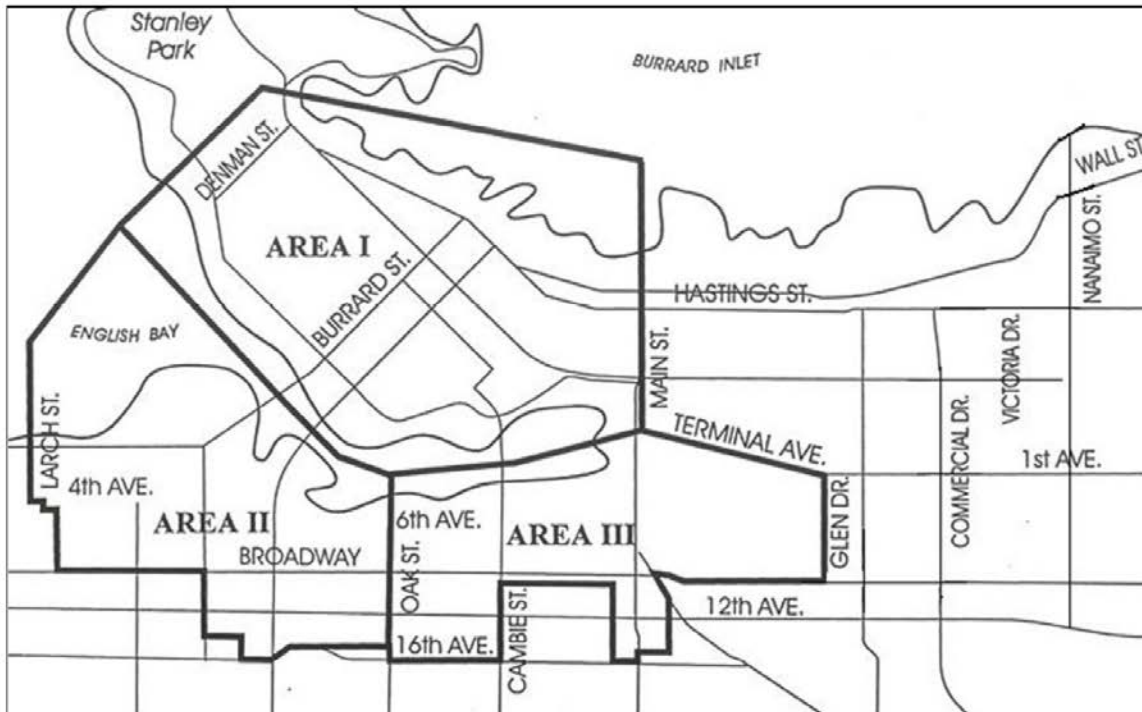 Stanley
Park
BURRARD INLET
WALL ST.
DENMAN ST.
NANAIMO ST.
AREA I
BURRARD ST.
HASTINGS ST.
ENGLISH BAY
MAIN ST.
VICTORIA DR.
LARCH ST.
TERMINAL AVE.
COMMERCIAL DR.
1st AVE.
4th AVE.
GLEN DR.
AREA II
6th AVE.
AREA III
BROADWAY
OAK ST.
CAMBIE ST.
12th AVE.
16th AVE.